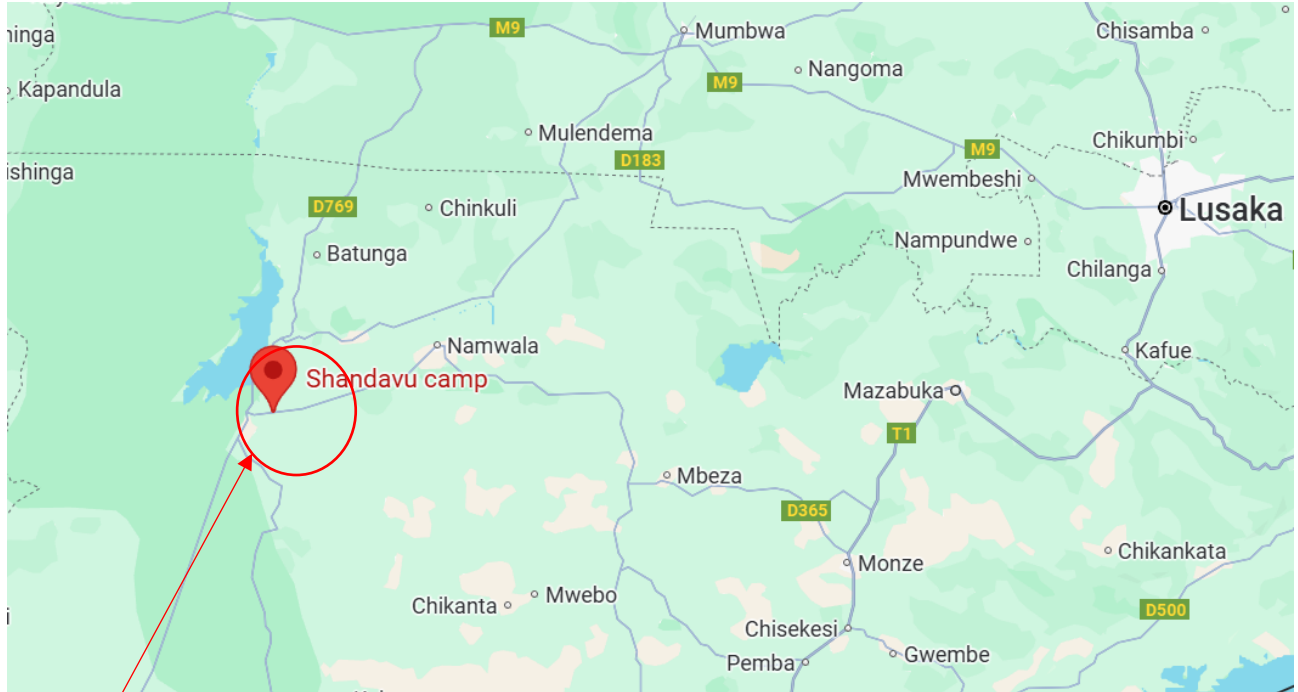 M9
Mumbwa
Chisamba
ninga
Nangoma
M9
Kapandula
Mulendema
Chikumbi
D183
M9
ishinga
Mwembeshi
D769
Chinkuli
Lusaka
Nampundwe
Batunga
Chilanga
Namwala
Kafue
Shandavu camp
Mazabuka
T1
Mbeza
D365
Chikankata
Monze
Mwebo
Chikanta
D500
Chisekesi
Gwembe
Pemba